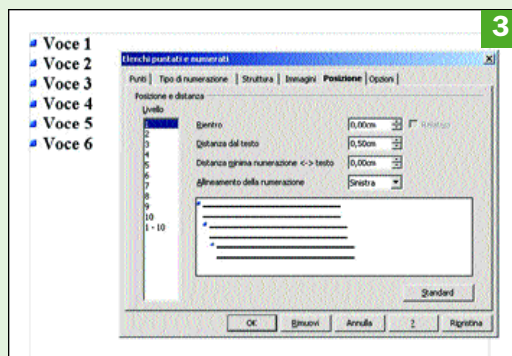 3
Voce 1
Voce 2
Voce 3
Voce 4
Voce 5
Voce 6
Elenchi puntati e numerati
Punti | Tipo di numerazione | Struttura | Immagini | Posizione | Opzioni
Posizione e distanza
Livello
2
3
4
5
6
7
8
9
10
1 - 10
Rientro 0,00cm Relativo
Distanza dal testo 0,50cm
Distanza minima numerazione <-> testo 0,00cm
Allineamento della numerazione Sinistra
Standard
OK Rimuovi Annulla ? Ripristina